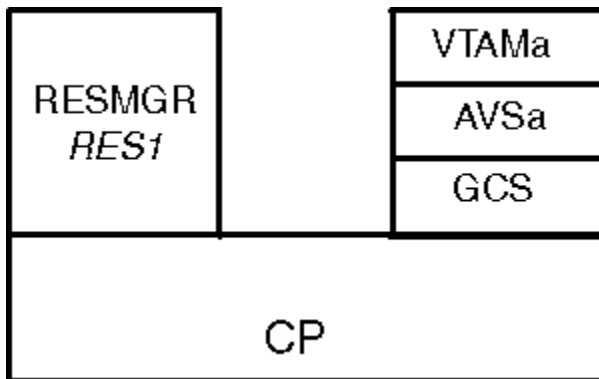 RESMGR
RES1
VTAMa
AVSa
GCS
CP